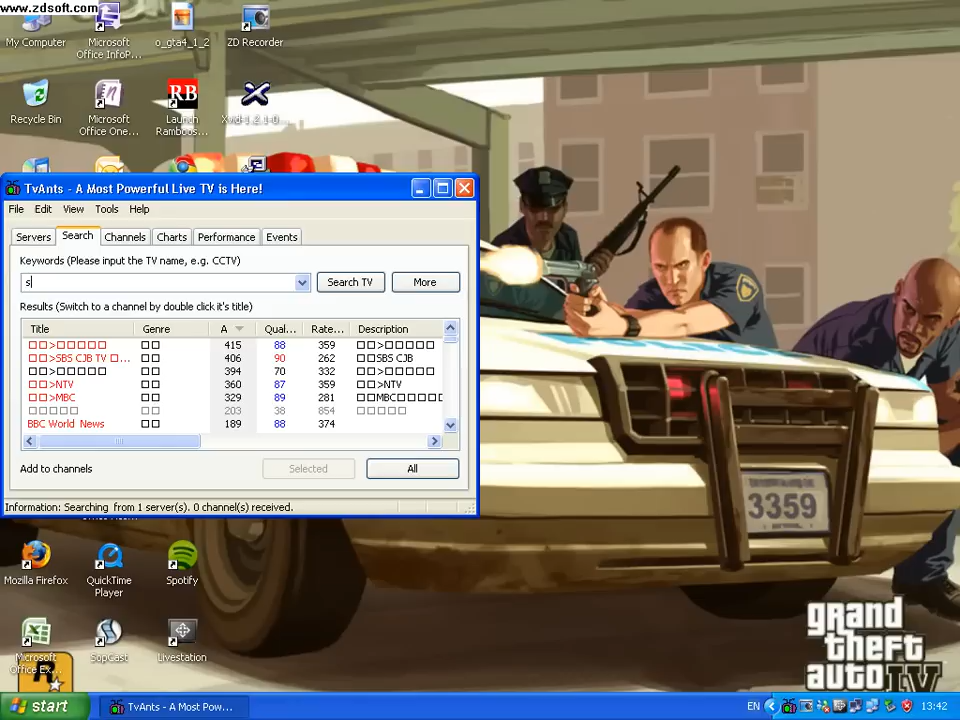 www.zdsoft.com
My Computer
Microsoft
Office InfoP...
o_gta4_1_2
ZD Recorder
Recycle Bin
Microsoft
Office One...
RB
Launch
Ramboos...
TvAnts - A Most Powerful Live TV is Here!
File Edit View Tools Help
Servers Search Channels Charts Performance Events
Keywords (Please input the TV name, e.g. CCTV)
s
Search TV
More
Results (Switch to a channel by double click it's title)
Title Genre A Qual... Rate... Description
□□>□□□□□ □□ 415 88 359 □□>□□□□□
□□>SBS CJB TV □... □□ 406 90 262 □□SBS CJB
□□>□□□□□ □□ 394 70 332 □□>□□□□□
□□>NTV □□ 360 87 359 □□>NTV
□□>MBC □□ 329 89 281 □□MBC□□□□□
□□□□□ □□ 203 38 854 □□□□□
BBC World News □□ 189 88 374
Add to channels
Selected
All
Information: Searching from 1 server(s). 0 channel(s) received.
3359
Mozilla Firefox
QuickTime
Player
Spotify
Microsoft
Office Ex...
SopCast
Livestation
grand
theft
auto IV
start
TvAnts - A Most Pow...
EN
13:42